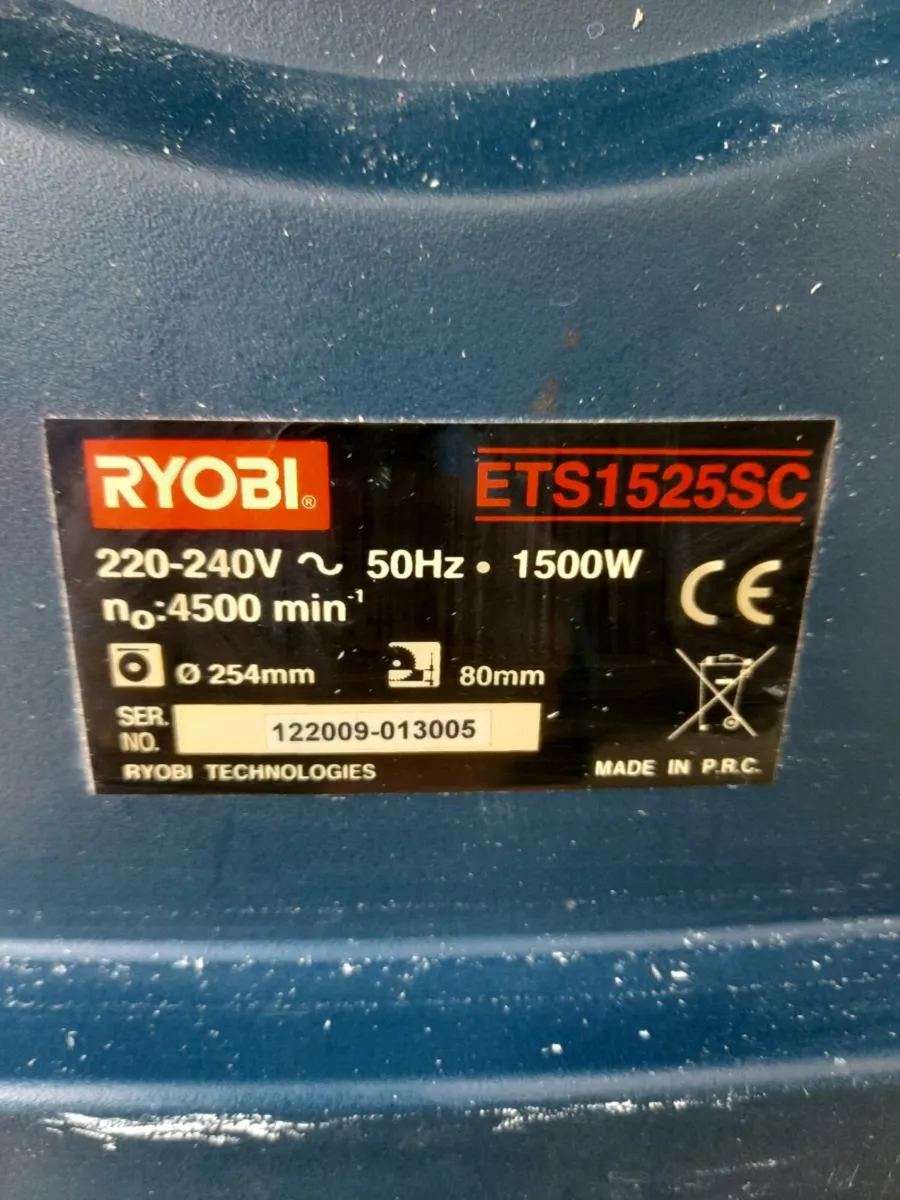 RYOBI®
ETS1525SC
220-240V ~ 50Hz • 1500W
n₀:4500 min⁻¹
CE
Ø 254mm 80mm
SER. NO. 122009-013005
RYOBI TECHNOLOGIES
MADE IN P.R.C.